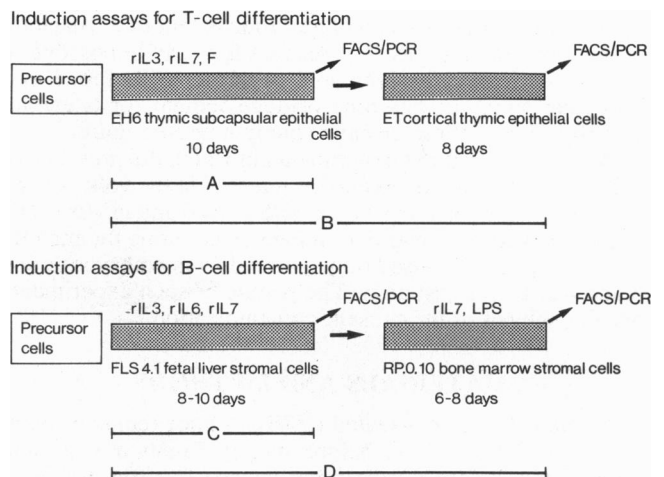 Induction assays for T-cell differentiation
rIL3, rIL7, F
FACS/PCR
FACS/PCR
Precursor
cells
EH6 thymic subcapsular epithelial
cells
10 days
ET cortical thymic epithelial cells
8 days
A
B
Induction assays for B-cell differentiation
rIL3, rIL6, rIL7
FACS/PCR
rIL7, LPS
FACS/PCR
Precursor
cells
FLS 4.1 fetal liver stromal cells
8-10 days
RP.0.10 bone marrow stromal cells
6-8 days
C
D